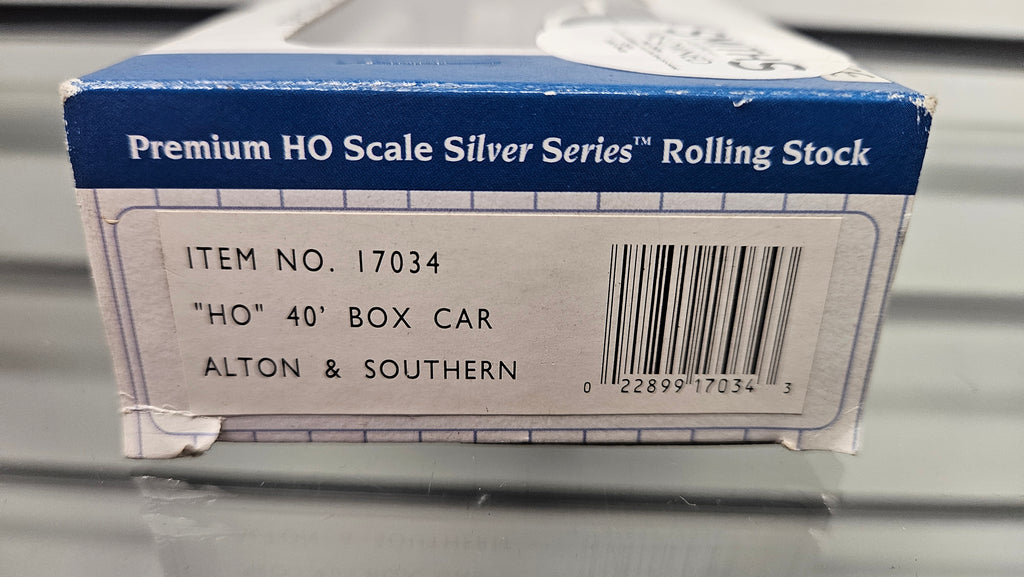 Premium HO Scale Silver Series™ Rolling Stock
ITEM NO. 17034
"HO" 40' BOX CAR
ALTON & SOUTHERN
0 22899 17034 3